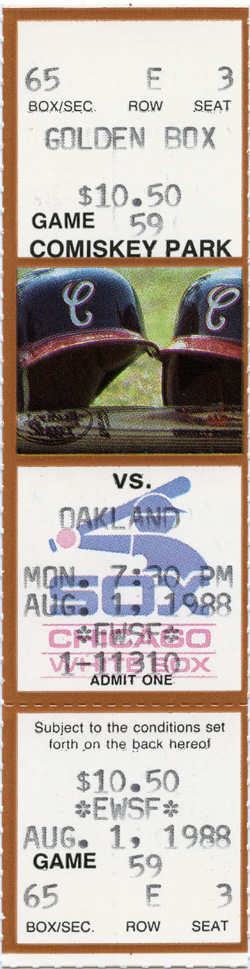 65 E 3
BOX/SEC. ROW SEAT
GOLDEN BOX
$10.50
GAME 59
COMISKEY PARK
C C
VS.
OAKLAND
MON. 7:30 PM
AUG. 1, 1988
SOX
*EWSF*
CHICAGO
1-11310
WHITE SOX
ADMIT ONE
Subject to the conditions set
forth on the back hereof
$10.50
*EWSF*
AUG. 1, 1988
GAME 59
65 E 3
BOX/SEC. ROW SEAT